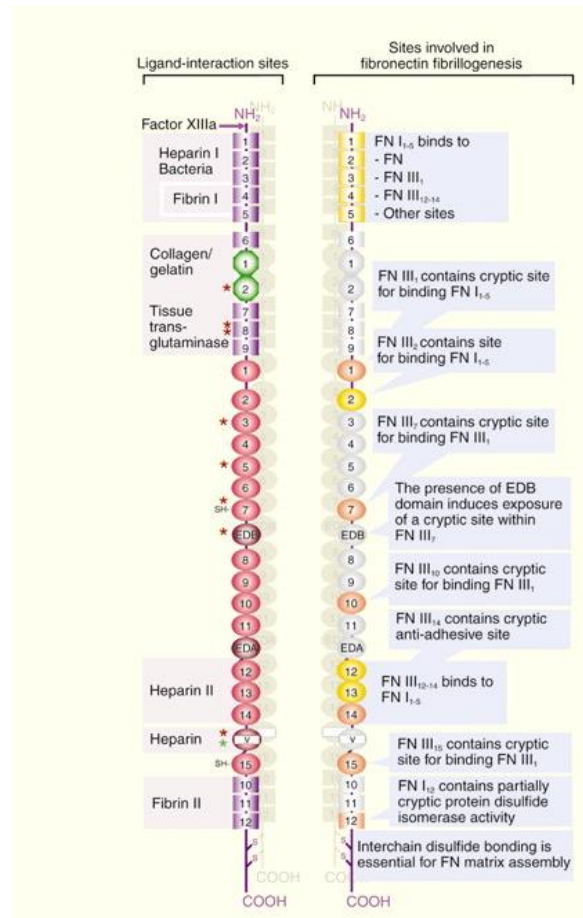 Ligand-interaction sites
Sites involved in
fibronectin fibrillogenesis
NH₂
NH₂
Factor XIIIa
Heparin I
Bacteria
Fibrin I
Collagen/
gelatin
Tissue
trans-
glutaminase
Heparin II
Heparin
Fibrin II
1
2
3
4
5
6
1
2
7
8
9
1
2
3
4
5
6
SH- 7
EDB
8
9
10
11
EDA
12
13
14
V
SH- 15
10
11
12
S
S
COOH
COOH
NH₂
NH₂
1
2
3
4
5
6
1
2
7
8
9
1
2
3
4
5
6
7
EDB
8
9
10
11
EDA
12
13
14
V
15
10
11
12
S
S
COOH
COOH
FN I₁₋₅ binds to
- FN
- FN III₁
- FN III₁₂₋₁₄
- Other sites
FN III₁ contains cryptic site
for binding FN I₁₋₅
FN III₂ contains site
for binding FN I₁₋₅
FN III₇ contains cryptic site
for binding FN III₁
The presence of EDB
domain induces exposure
of a cryptic site within
FN III₇
FN III₁₀ contains cryptic
site for binding FN III₁
FN III₁₄ contains cryptic
anti-adhesive site
FN III₁₂₋₁₄ binds to
FN I₁₋₅
FN III₁₅ contains cryptic
site for binding FN III₁
FN I₁₂ contains partially
cryptic protein disulfide
isomerase activity
Interchain disulfide bonding is
essential for FN matrix assembly